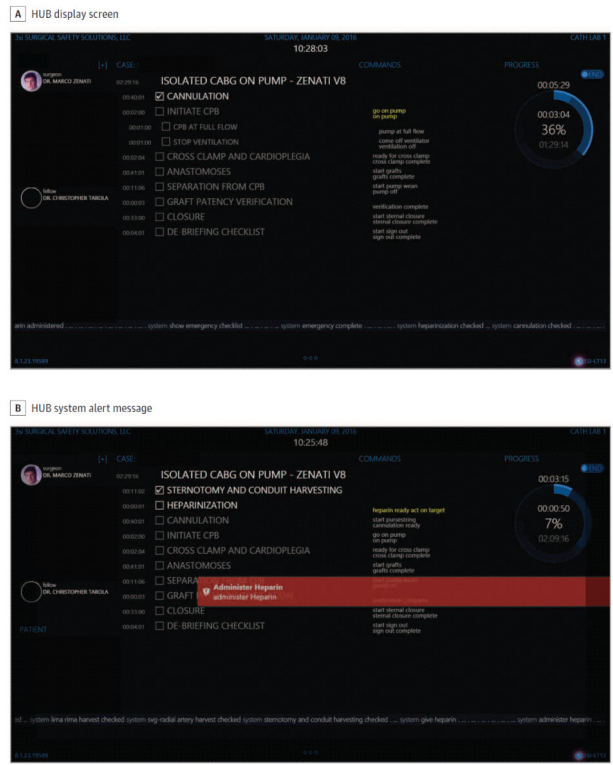 A HUB display screen
3si SURGICAL SAFETY SOLUTIONS, LLC SATURDAY, JANUARY 09, 2016 CATH LAB 1
10:28:03
[+] CASE: COMMANDS PROGRESS
surgeon
DR. MARCO ZENATI 02:29:16 ISOLATED CABG ON PUMP - ZENATI V8 END
00:05:29
00:40:01 CANNULATION
00:02:00 INITIATE CPB go on pump
on pump
00:03:04
36%
01:29:14
00:01:00 CPB AT FULL FLOW pump at full flow
00:01:00 STOP VENTILATION come off ventilator
ventilation off
00:02:04 CROSS CLAMP AND CARDIOPLEGIA ready for cross clamp
cross clamp complete
00:41:01 ANASTOMOSES start grafts
grafts complete
00:11:06 SEPARATION FROM CPB start pump wean
pump off
fellow
DR. CHRISTOPHER TAROLA 00:00:03 GRAFT PATENCY VERIFICATION verification complete
00:33:00 CLOSURE start sternal closure
sternal closure complete
00:04:01 DE-BRIEFING CHECKLIST start sign out
sign out complete
arin administered system show emergency checklist system emergency complete system heparinization checked system cannulation checked
8.1.23.19589
B HUB system alert message
3si SURGICAL SAFETY SOLUTIONS, LLC SATURDAY, JANUARY 09, 2016 CATH LAB 1
10:25:48
[+] CASE: COMMANDS PROGRESS
surgeon
DR. MARCO ZENATI 02:29:16 ISOLATED CABG ON PUMP - ZENATI V8 END
00:03:15
00:11:02 STERNOTOMY AND CONDUIT HARVESTING
00:00:01 HEPARINIZATION heparin ready act on target
00:00:50
7%
02:09:16
00:40:01 CANNULATION start pursestring
cannulation ready
00:02:00 INITIATE CPB go on pump
on pump
00:02:04 CROSS CLAMP AND CARDIOPLEGIA ready for cross clamp
cross clamp complete
00:41:01 ANASTOMOSES start grafts
grafts complete
00:11:06 SEPARA
Administer Heparin
administer Heparin
fellow
DR. CHRISTOPHER TAROLA 00:00:03 GRAFT
00:33:00 CLOSURE start sternal closure
sternal closure complete
PATIENT 00:04:01 DE-BRIEFING CHECKLIST start sign out
sign out complete
ed ... system lima rima harvest checked system svg-radial artery harvest checked system sternotomy and conduit harvesting checked ... system give heparin system administer heparin
8.1.23.19589